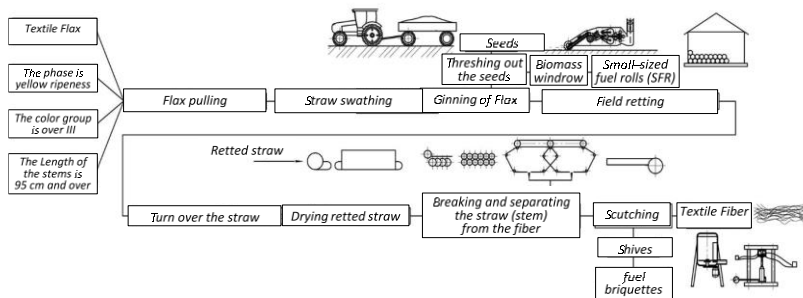 Textile Flax
The phase is
yellow ripeness
The color group
is over III
The Length of
the stems is
95 cm and over
Seeds
Threshing out
the seeds
Biomass
windrow
Small-sized
fuel rolls (SFR)
Flax pulling
Straw swathing
Ginning of Flax
Field retting
Retted straw
Turn over the straw
Drying retted straw
Breaking and separating
the straw (stem)
from the fiber
Scutching
Textile Fiber
Shives
fuel
briquettes